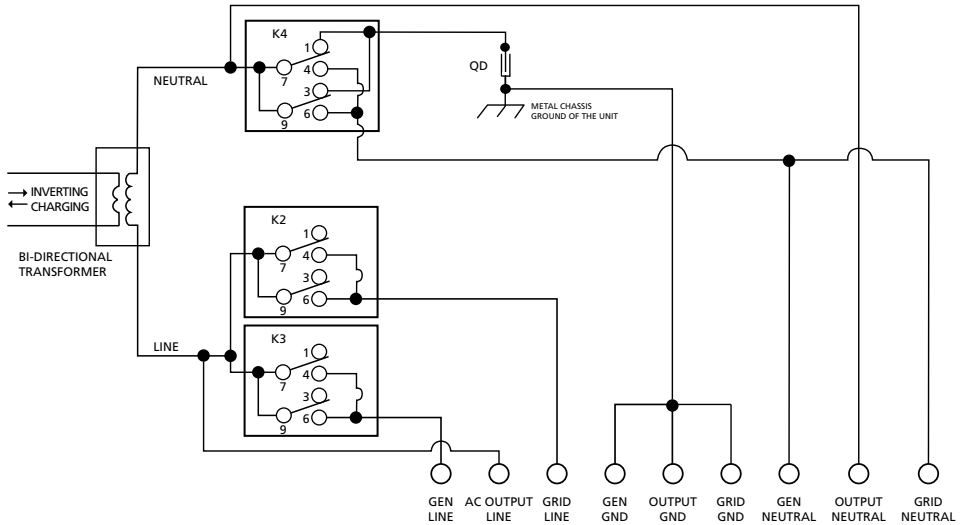 K4
1
4
7
3
6
9
NEUTRAL
QD
METAL CHASSIS
GROUND OF THE UNIT
INVERTING
CHARGING
BI-DIRECTIONAL
TRANSFORMER
K2
1
4
7
3
6
9
LINE
K3
1
4
7
3
6
9
GEN
LINE
AC OUTPUT
LINE
GRID
LINE
GEN
GND
OUTPUT
GND
GRID
GND
GEN
NEUTRAL
OUTPUT
NEUTRAL
GRID
NEUTRAL